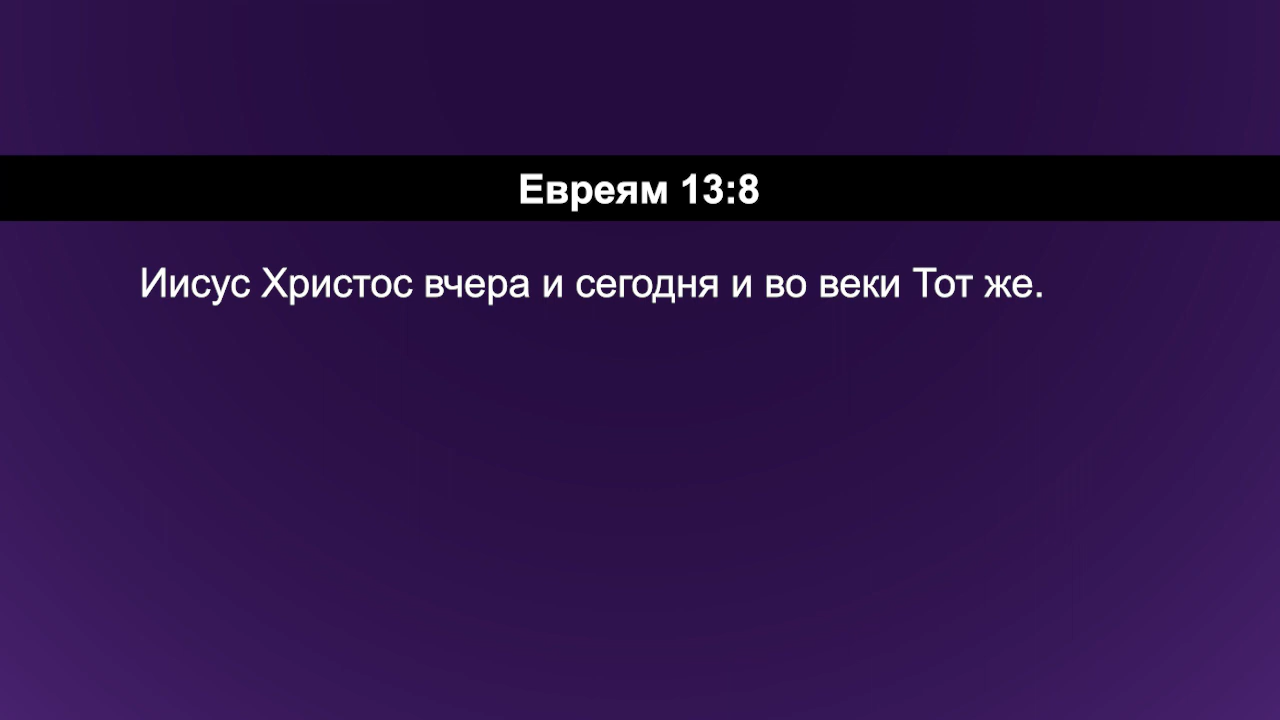 Евреям 13:8
Иисус Христос вчера и сегодня и во веки Тот же.